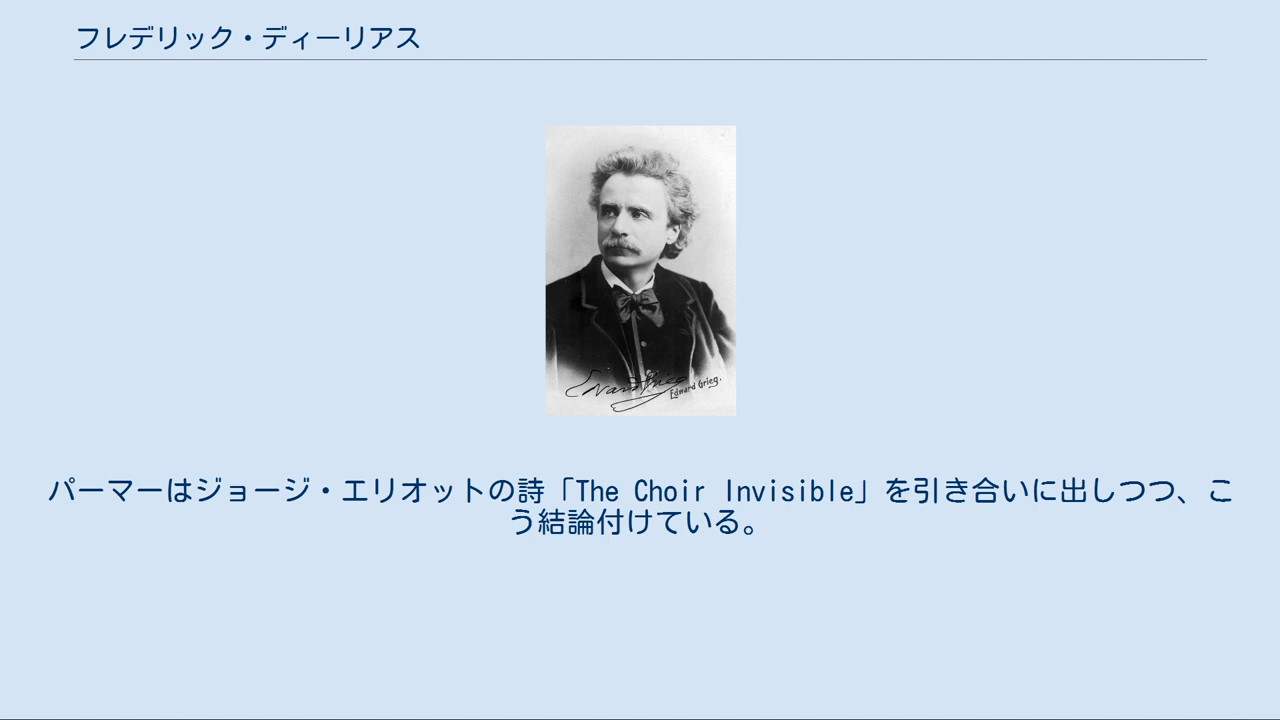 フレデリック・ディーリアス
Edward Grieg
Edward Grieg.
パーマーはジョージ・エリオットの詩「The Choir Invisible」を引き合いに出しつつ、こ
う結論付けている。